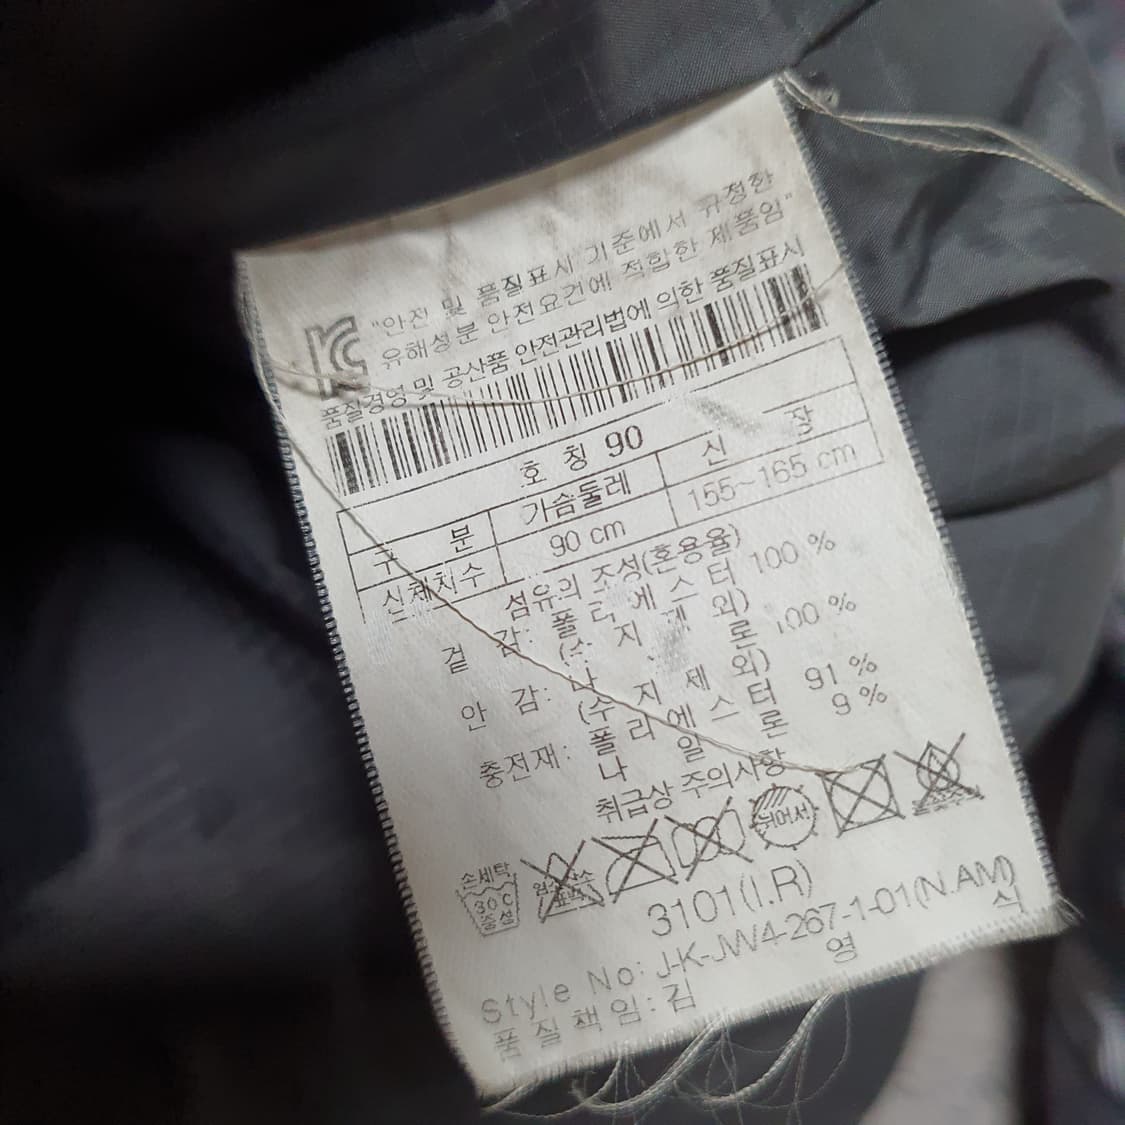 "안전 및 품질표시 기준에서 규정한
유해성분 안전요건에 적합한 제품임"
품질경영 및 공산품 안전관리법에 의한 품질표시
호칭 90
구 분 가슴둘레 신 장
신체치수 90 cm 155~165 cm
섬유의 조성(혼용율)
겉 감: 폴리에스터 100 %
(수 지 제 외)
안 감: 나 론 100 %
(수 지 제 외)
충전재: 폴리에스터 91 %
나 일 론 9 %
취급상 주의사항
손세탁
30℃
중성
뉘어서
3101(I.R)
Style No: J-K-JW4-267-1-01(N.AM)
품질책임: 김 영 식